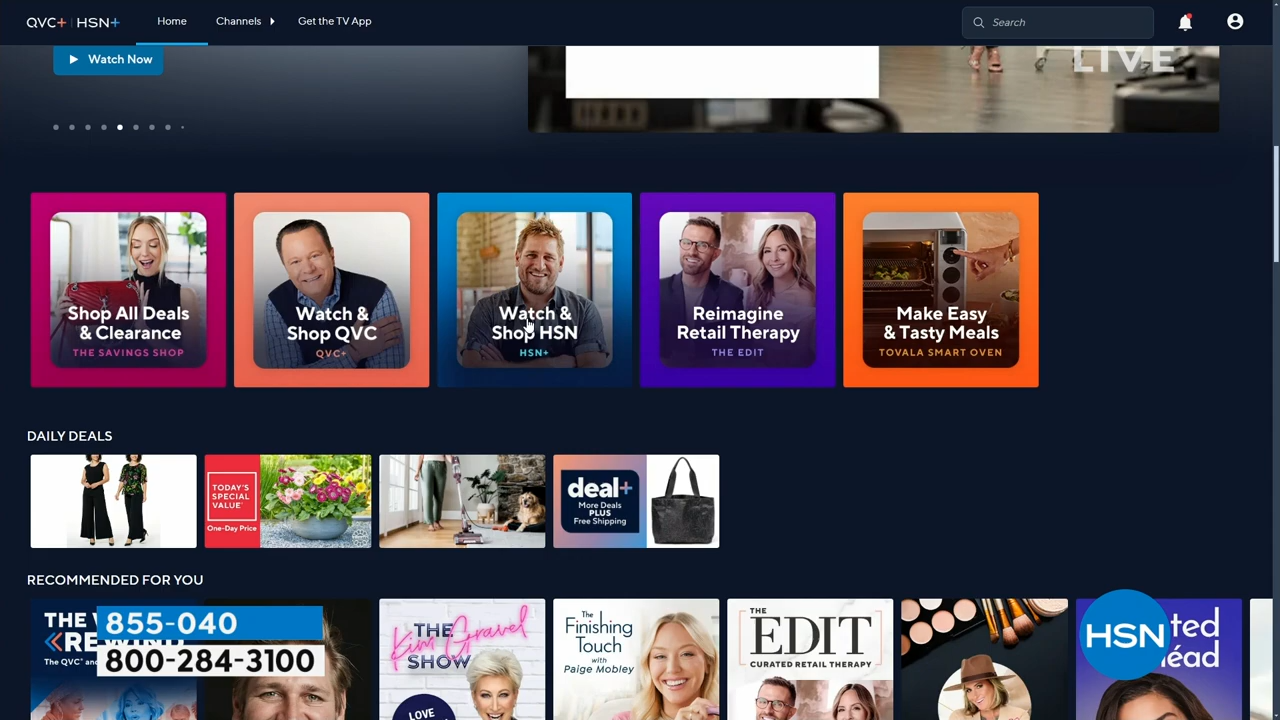 QVC+ | HSN+
Home
Channels
Get the TV App
Search
Watch Now
LIVE
Shop All Deals
& Clearance
THE SAVINGS SHOP
Watch &
Shop QVC
QVC+
Watch &
Shop HSN
HSN+
Reimagine
Retail Therapy
THE EDIT
Make Easy
& Tasty Meals
TOVALA SMART OVEN
DAILY DEALS
TODAY'S
SPECIAL
VALUE
One-Day Price
deal+
More Deals
PLUS
Free Shipping
RECOMMENDED FOR YOU
THE
The QVC
855-040
800-284-3100
THE
Kim Gravel
SHOW
LOVE
The
Finishing
Touch
with
Paige Mobley
THE
EDIT
CURATED RETAIL THERAPY
HSN